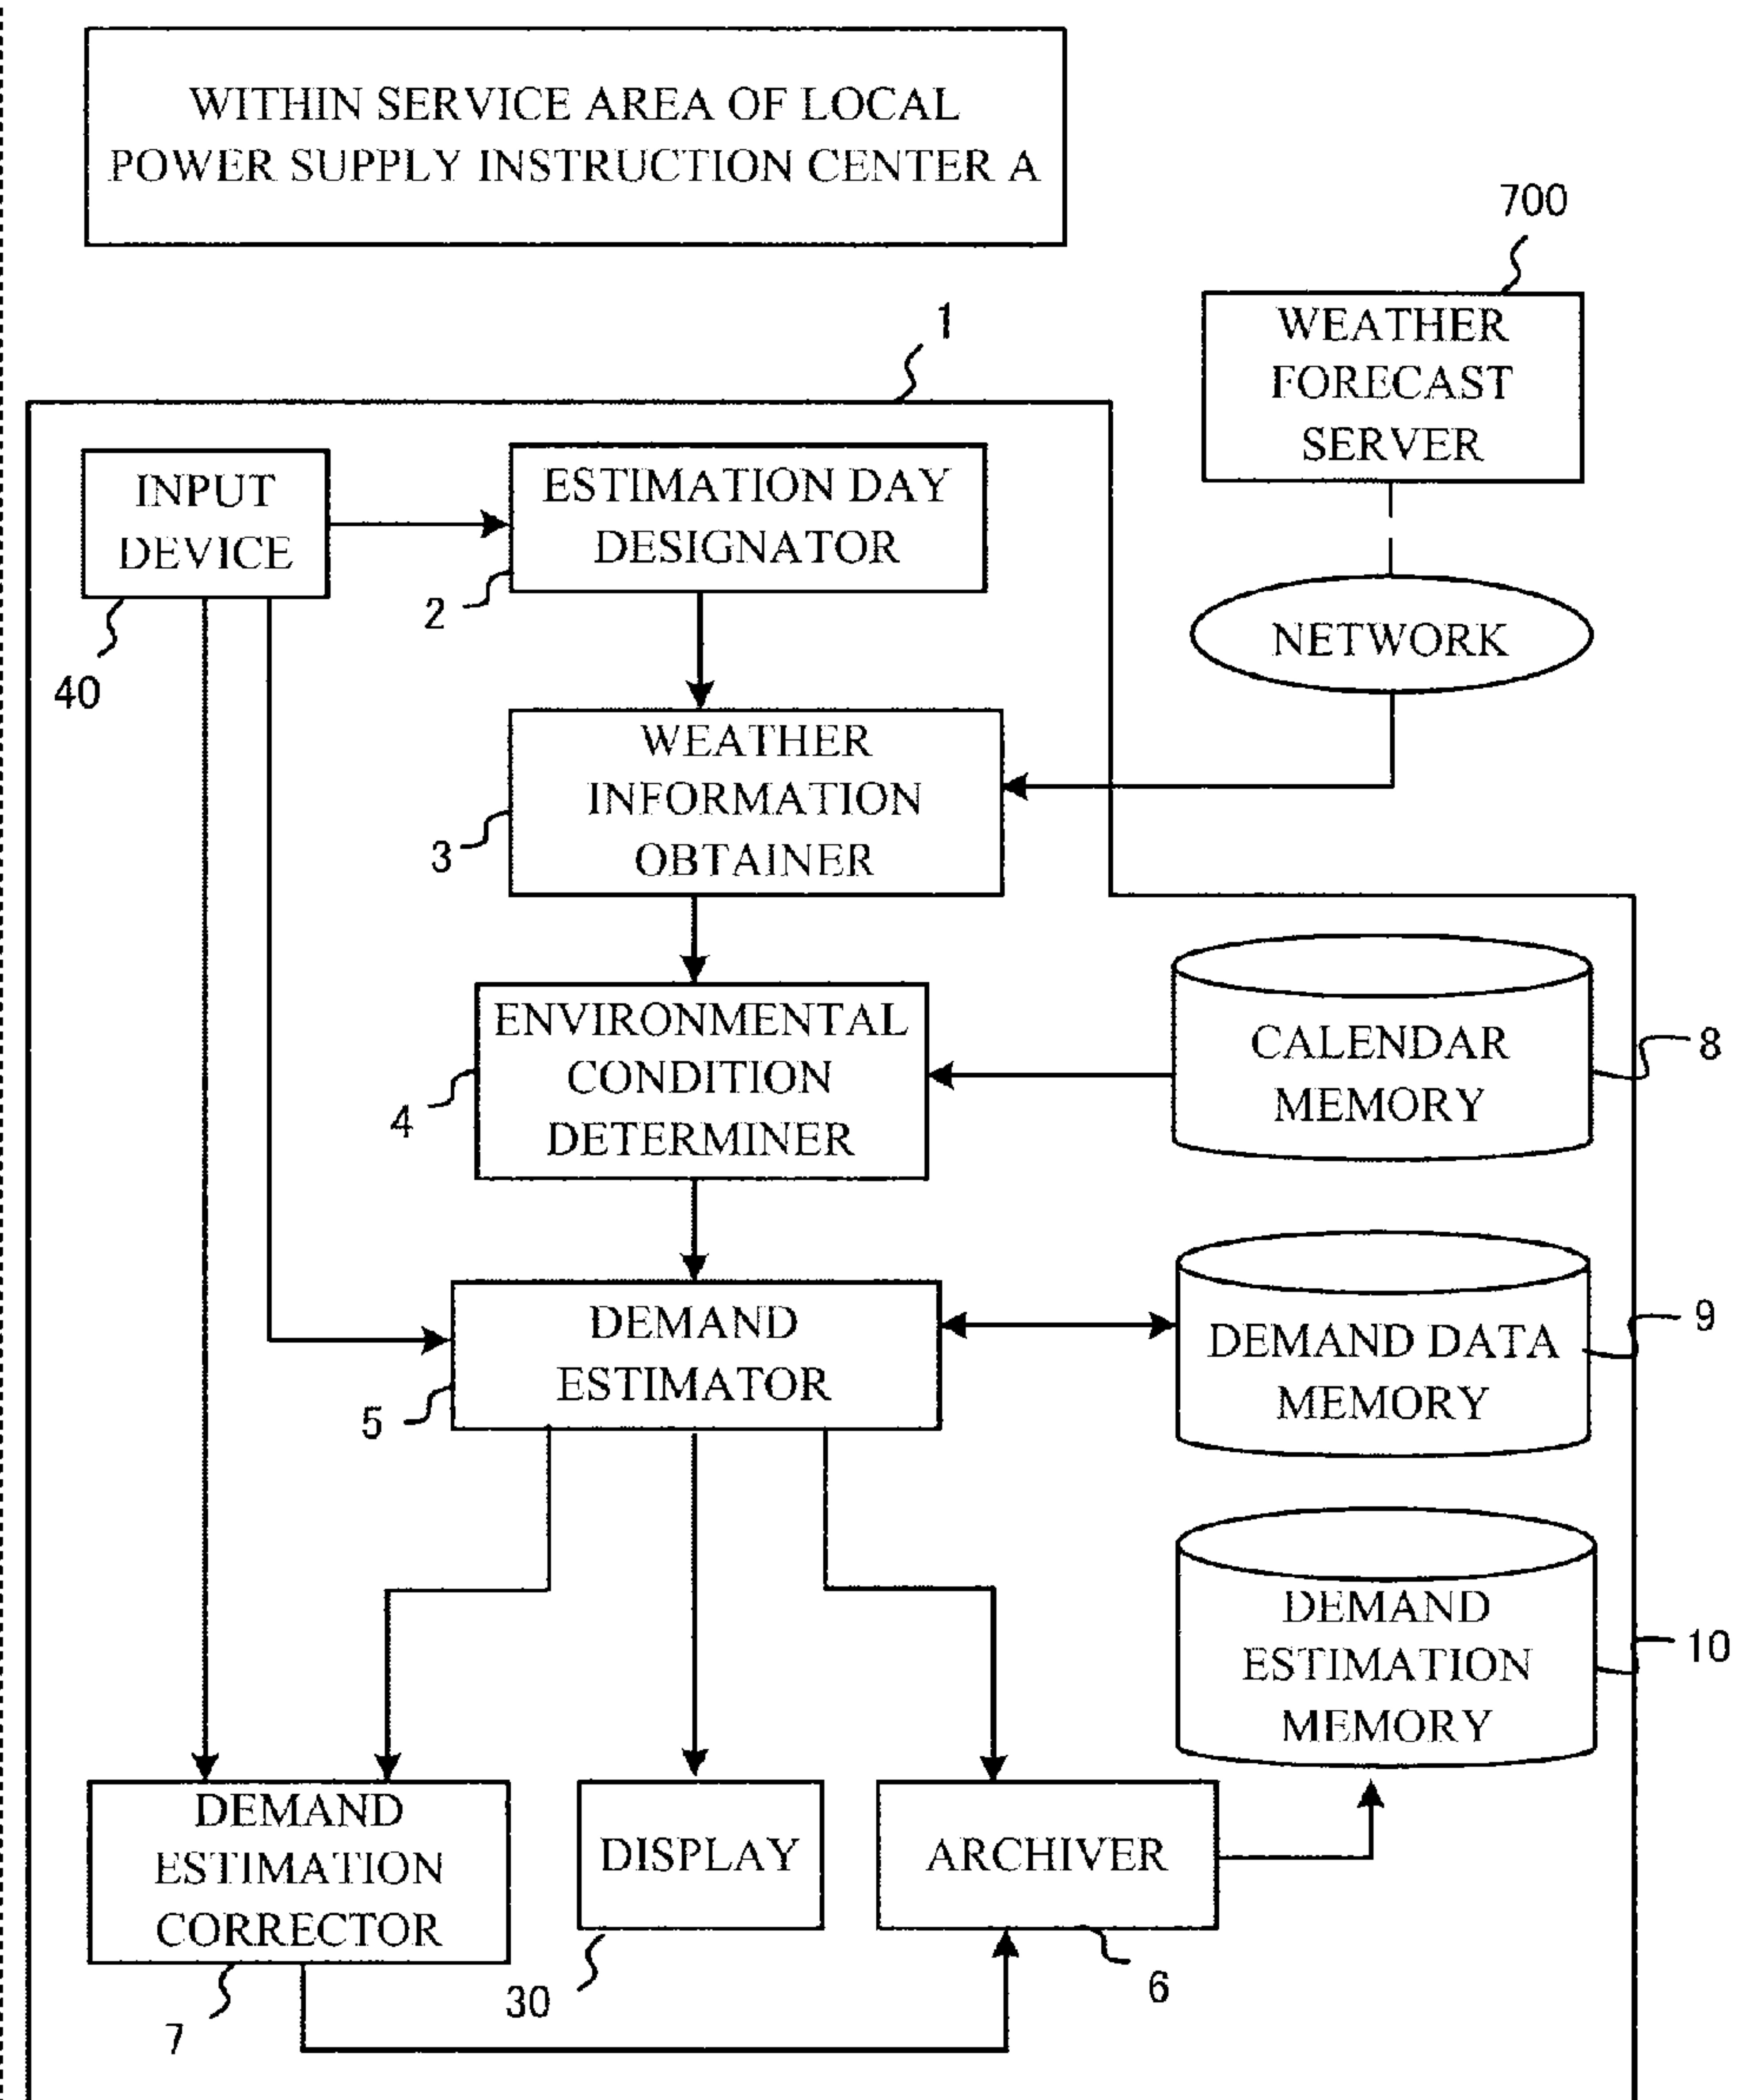 WITHIN SERVICE AREA OF LOCAL
POWER SUPPLY INSTRUCTION CENTER A
700
WEATHER
FORECAST
SERVER
1
INPUT
DEVICE
40
ESTIMATION DAY
DESIGNATOR
2
NETWORK
WEATHER
INFORMATION
OBTAINER
3
ENVIRONMENTAL
CONDITION
DETERMINER
4
CALENDAR
MEMORY
8
DEMAND
ESTIMATOR
5
DEMAND DATA
MEMORY
9
DEMAND
ESTIMATION
MEMORY
10
DEMAND
ESTIMATION
CORRECTOR
7
DISPLAY
30
ARCHIVER
6